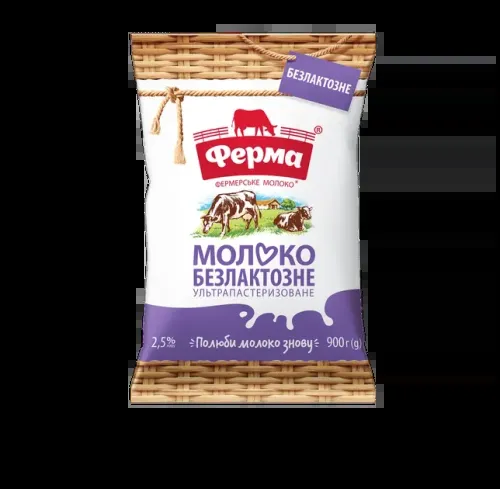 БЕЗЛАКТОЗНЕ
Ферма®
ФЕРМЕРСЬКЕ МОЛОКО*
МОЛОКО
БЕЗЛАКТОЗНЕ
УЛЬТРАПАСТЕРИЗОВАНЕ
2,5% «Полюби молоко знову» 900 г (g)